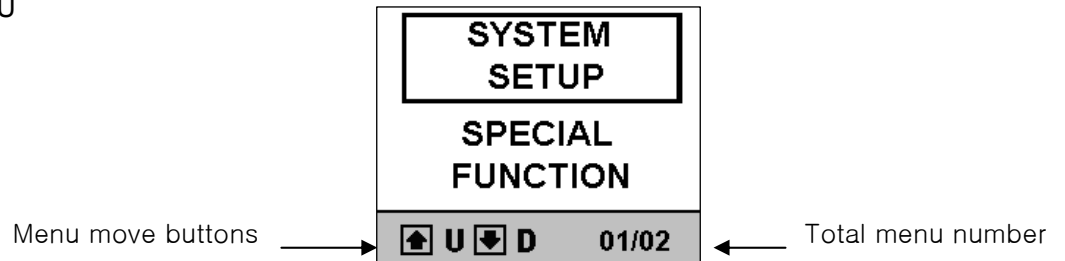 SYSTEM
SETUP
SPECIAL
FUNCTION
Menu move buttons
U D 01/02
Total menu number